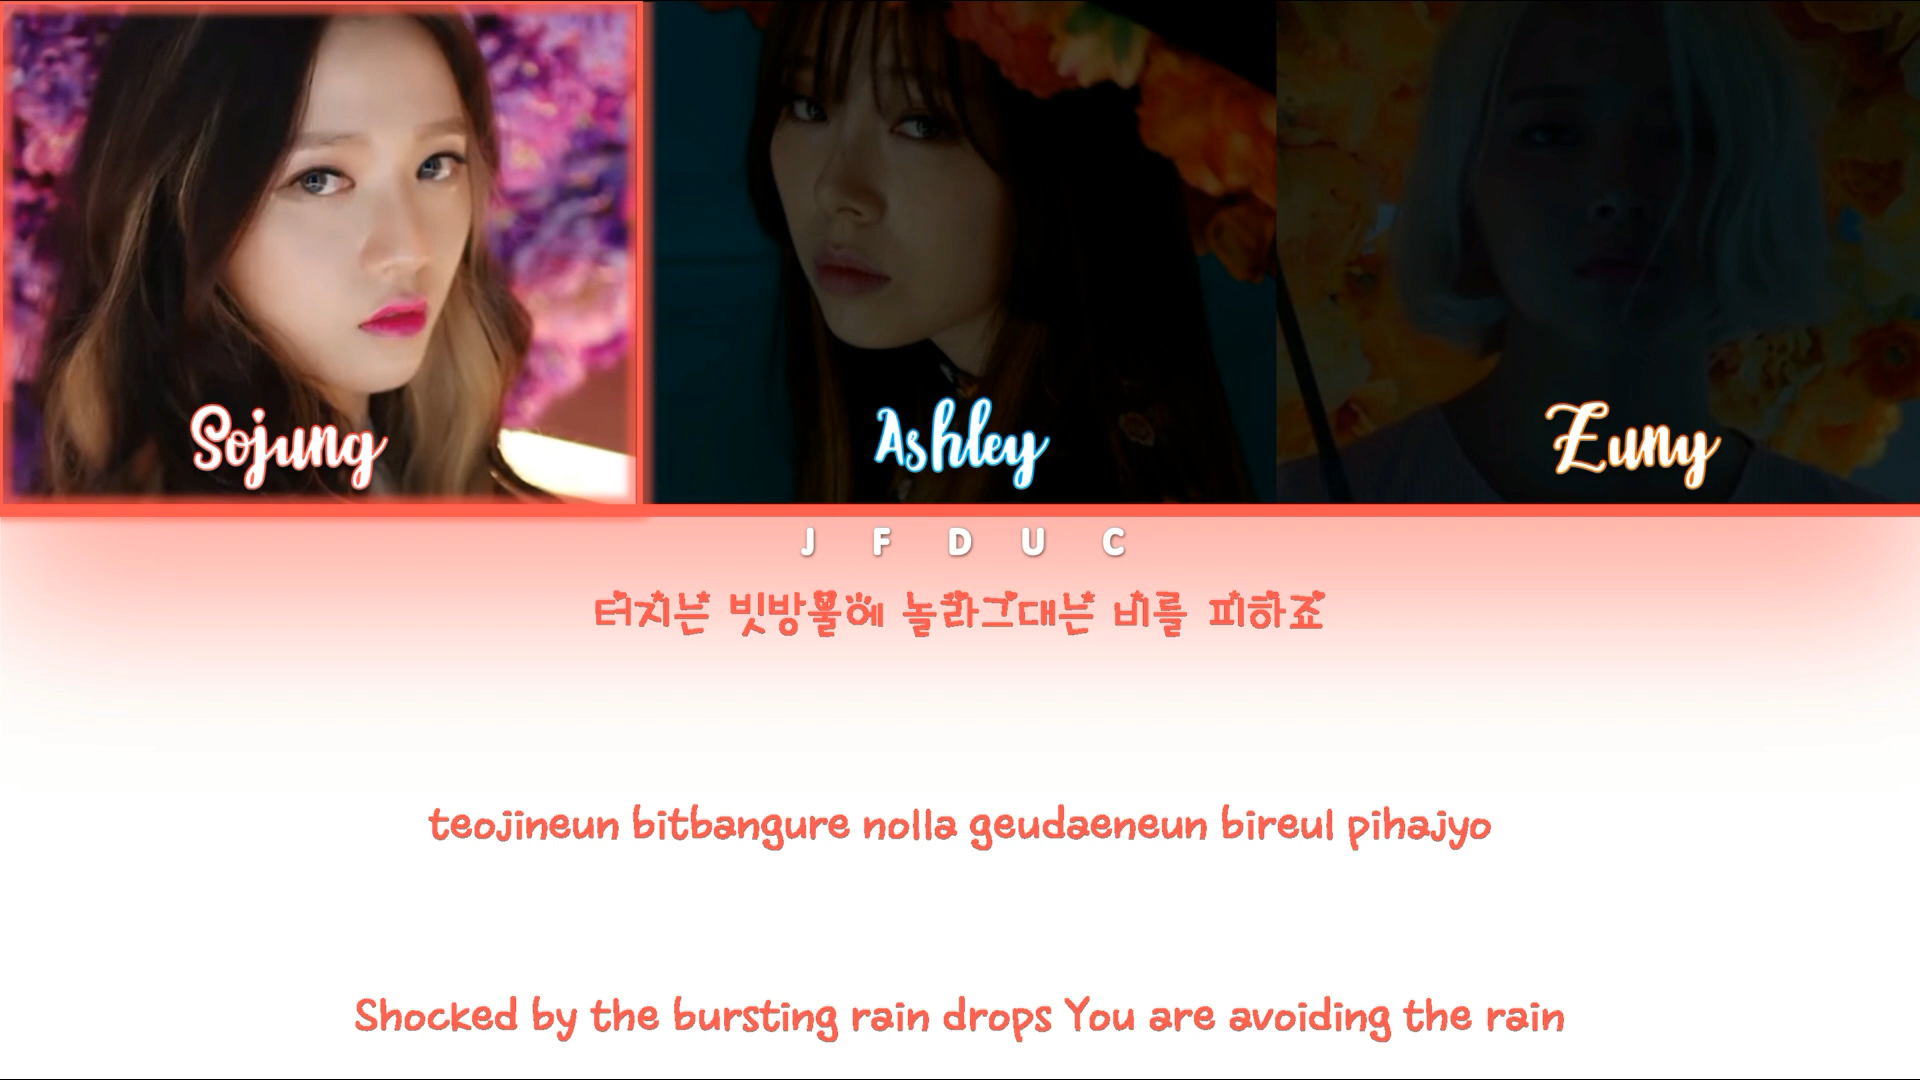 Sojung
Ashley
Euny
J F D U C
터지는 빗방울에 놀라그대는 비를 피하죠
teojineun bitbangure nolla geudaeneun bireul pihajyo
Shocked by the bursting rain drops You are avoiding the rain